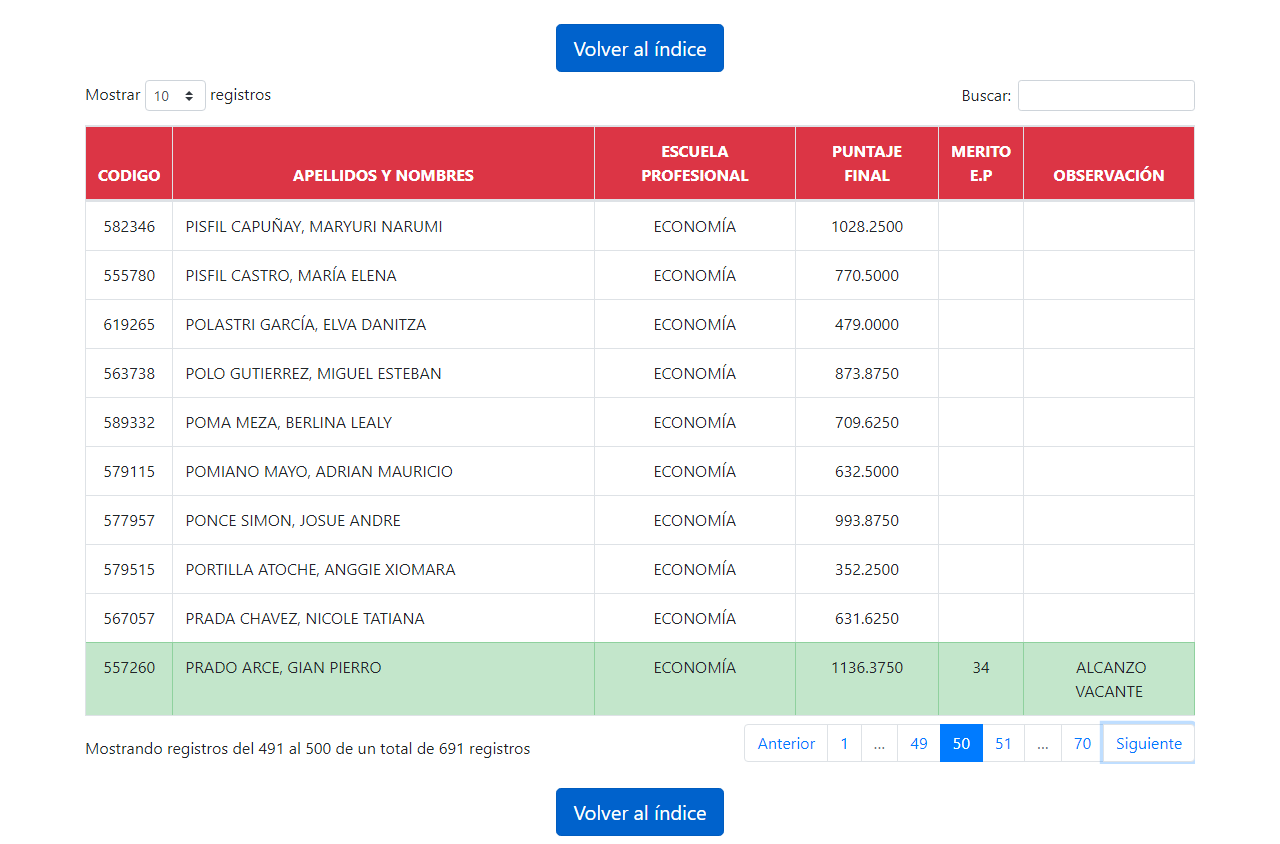 Volver al índice
Mostrar 10 registros Buscar:
CODIGO APELLIDOS Y NOMBRES ESCUELA PROFESIONAL PUNTAJE FINAL MERITO E.P OBSERVACIÓN
582346 PISFIL CAPUÑAY, MARYURI NARUMI ECONOMÍA 1028.2500
555780 PISFIL CASTRO, MARÍA ELENA ECONOMÍA 770.5000
619265 POLASTRI GARCÍA, ELVA DANITZA ECONOMÍA 479.0000
563738 POLO GUTIERREZ, MIGUEL ESTEBAN ECONOMÍA 873.8750
589332 POMA MEZA, BERLINA LEALY ECONOMÍA 709.6250
579115 POMIANO MAYO, ADRIAN MAURICIO ECONOMÍA 632.5000
577957 PONCE SIMON, JOSUE ANDRE ECONOMÍA 993.8750
579515 PORTILLA ATOCHE, ANGGIE XIOMARA ECONOMÍA 352.2500
567057 PRADA CHAVEZ, NICOLE TATIANA ECONOMÍA 631.6250
557260 PRADO ARCE, GIAN PIERRO ECONOMÍA 1136.3750 34 ALCANZO VACANTE
Mostrando registros del 491 al 500 de un total de 691 registros Anterior 1 ... 49 50 51 ... 70 Siguiente
Volver al índice